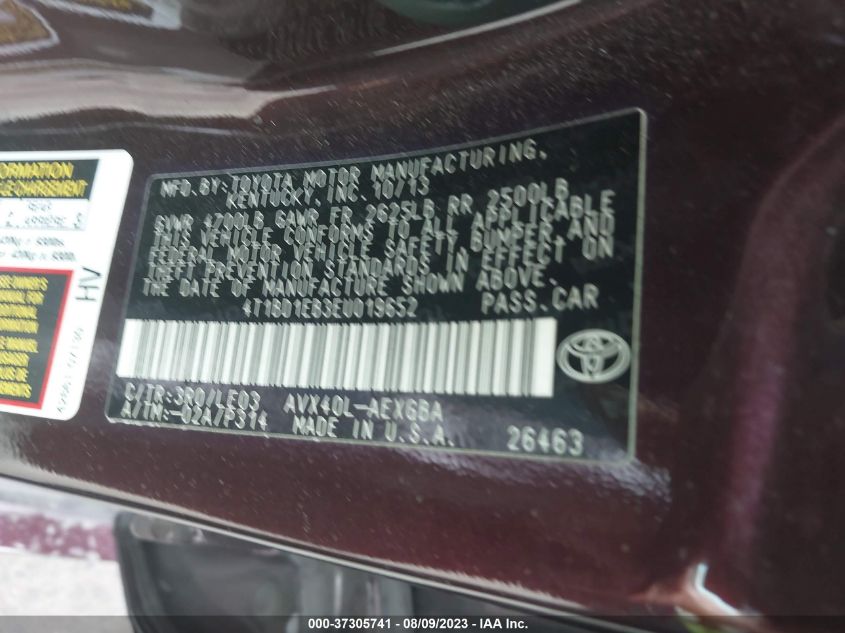 MFD. BY: TOYOTA MOTOR MANUFACTURING,
KENTUCKY, INC. 10/13
GVWR 4700LB GAWR FR 2625LB RR 2500LB
THIS VEHICLE CONFORMS TO ALL APPLICABLE
FEDERAL MOTOR VEHICLE SAFETY, BUMPER AND
THEFT PREVENTION STANDARDS IN EFFECT ON
THE DATE OF MANUFACTURE SHOWN ABOVE.
4T1BD1EB3EU019652 PASS.CAR
C/TR:3R0/LE03 AVX40L-AEXGBA
A/TM:-02A/P314 MADE IN U.S.A. 26463
HV
000-37305741 - 08/09/2023 - IAA Inc.